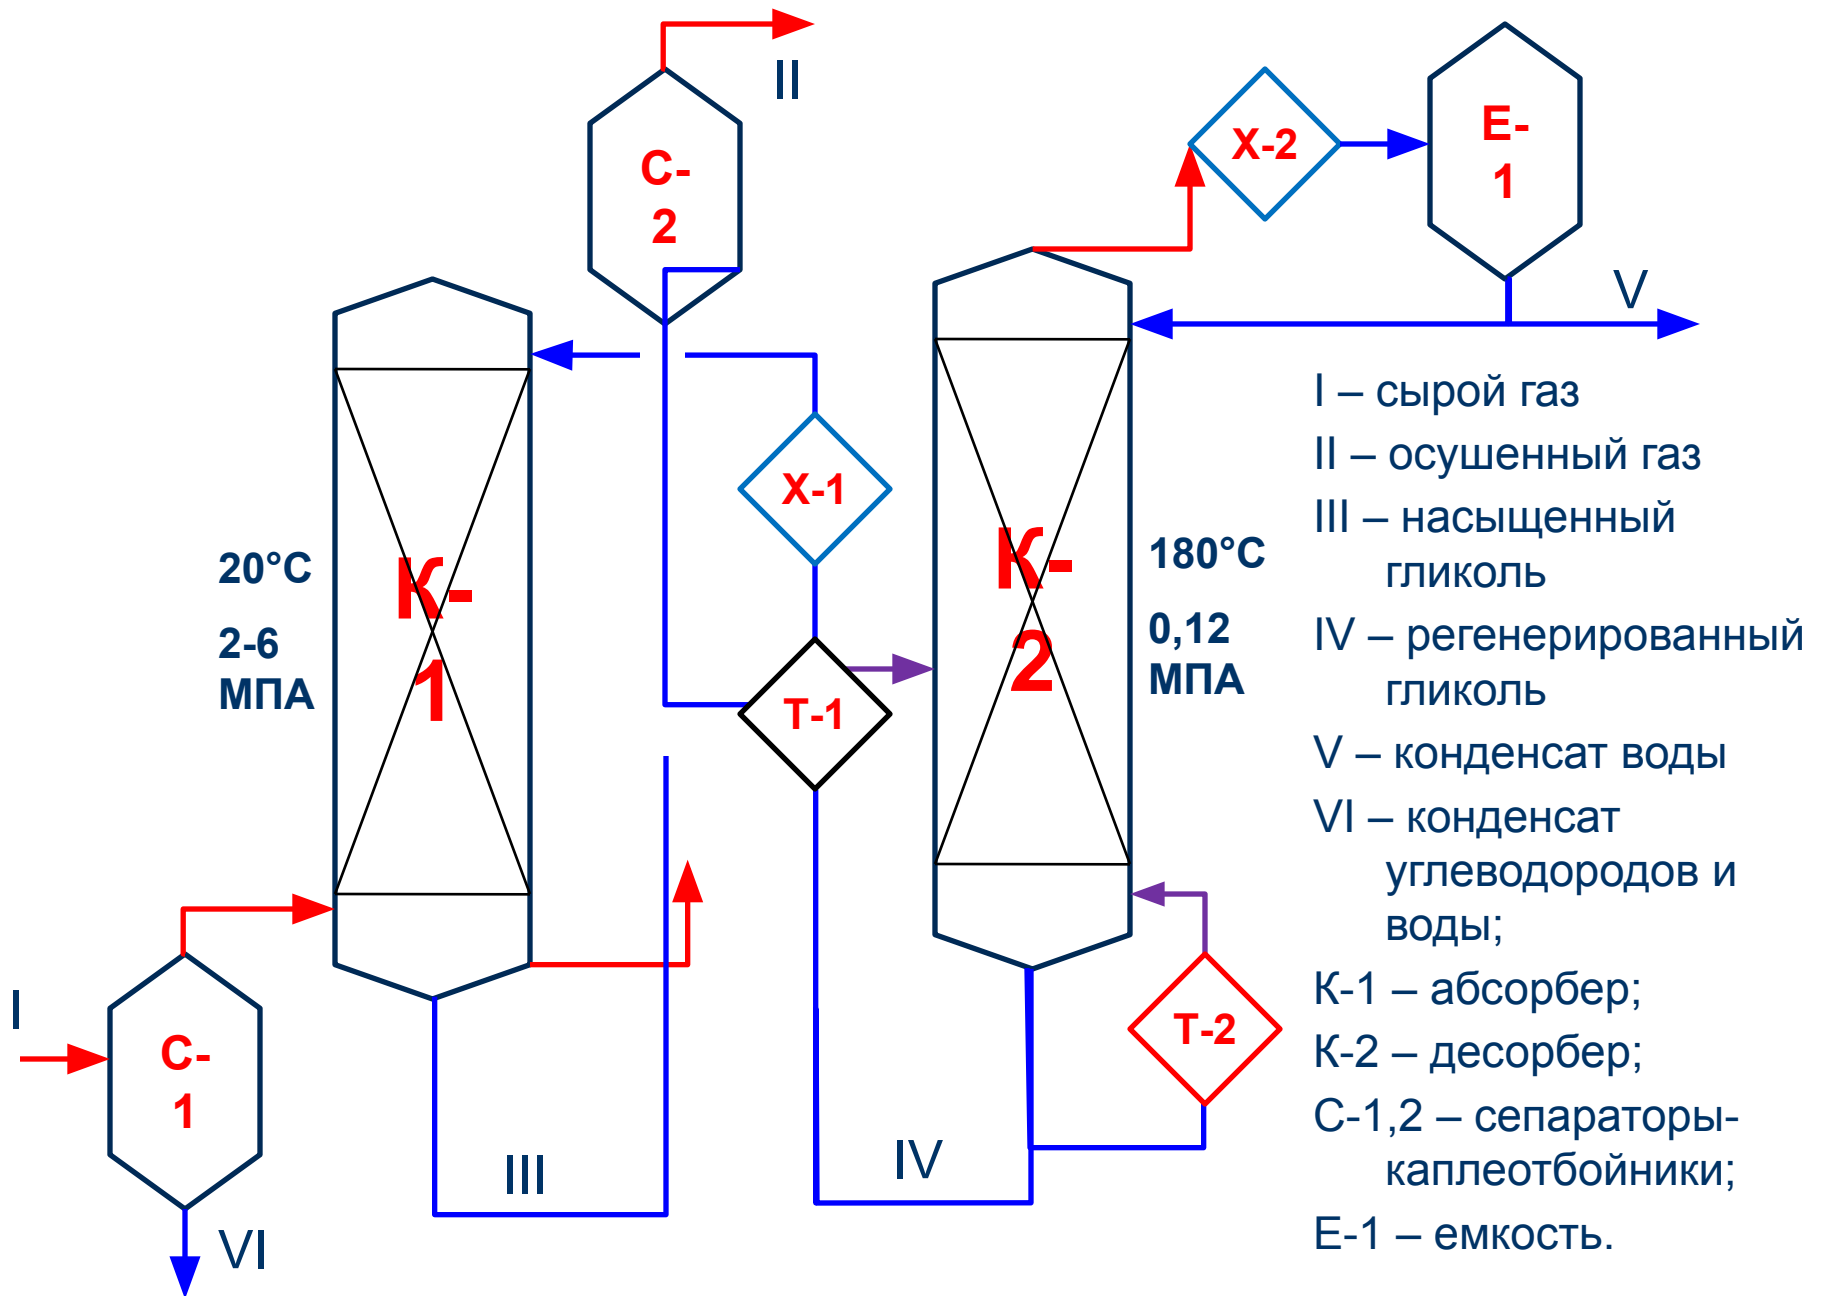 II
С-
2
Х-2
Е-
1
V
Х-1
Т-1
20°С
2-6
МПА
К-
1
К-
2
180°С
0,12
МПА
I
С-
1
VI
III
IV
Т-2
I – сырой газ
II – осушенный газ
III – насыщенный
гликоль
IV – регенерированный
гликоль
V – конденсат воды
VI – конденсат
углеводородов и
воды;
К-1 – абсорбер;
К-2 – десорбер;
С-1,2 – сепараторы-
каплеотбойники;
Е-1 – емкость.